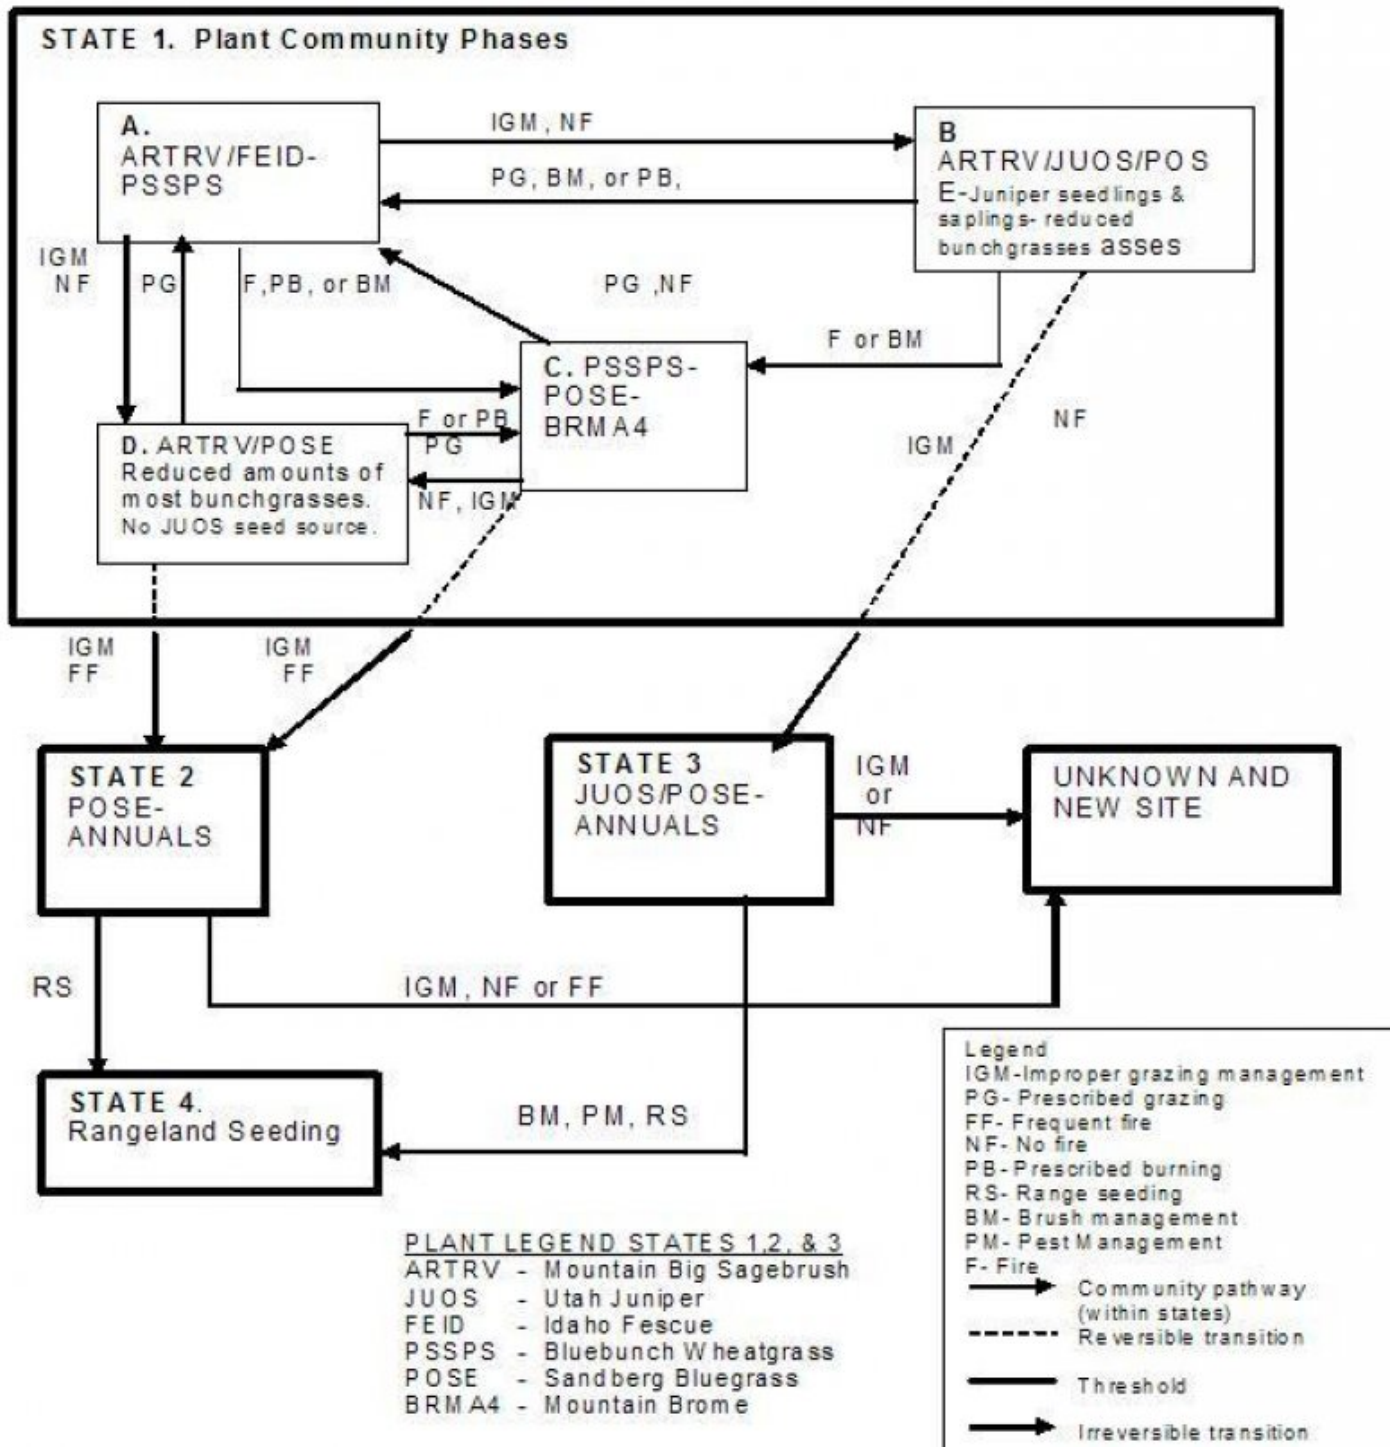 STATE 1. Plant Community Phases
A.
ARTRV/FEID-
PSSPS
IGM, NF
PG, BM, or PB,
B
ARTRV/JUOS/POS
E-Juniper seedlings &
saplings- reduced
bunchgrasses asses
IGM
NF
PG
F,PB, or BM
PG ,NF
F or BM
C. PSSPS-
POSE-
BRMA4
F or PB
PG
NF, IGM
D. ARTRV/POSE
Reduced amounts of
most bunchgrasses.
No JUOS seed source.
IGM
NF
IGM
FF
IGM
FF
STATE 2
POSE-
ANNUALS
STATE 3
JUOS/POSE-
ANNUALS
IGM
or
NF
UNKNOWN AND
NEW SITE
RS
IGM, NF or FF
STATE 4.
Rangeland Seeding
BM, PM, RS
Legend
IGM-Improper grazing management
PG- Prescribed grazing
FF- Frequent fire
NF- No fire
PB- Prescribed burning
RS- Range seeding
BM- Brush management
PM- Pest Management
F- Fire
Community pathway
(within states)
Reversible transition
Threshold
Irreversible transition
PLANT LEGEND STATES 1,2, & 3
ARTRV - Mountain Big Sagebrush
JUOS - Utah Juniper
FEID - Idaho Fescue
PSSPS - Bluebunch Wheatgrass
POSE - Sandberg Bluegrass
BRMA4 - Mountain Brome